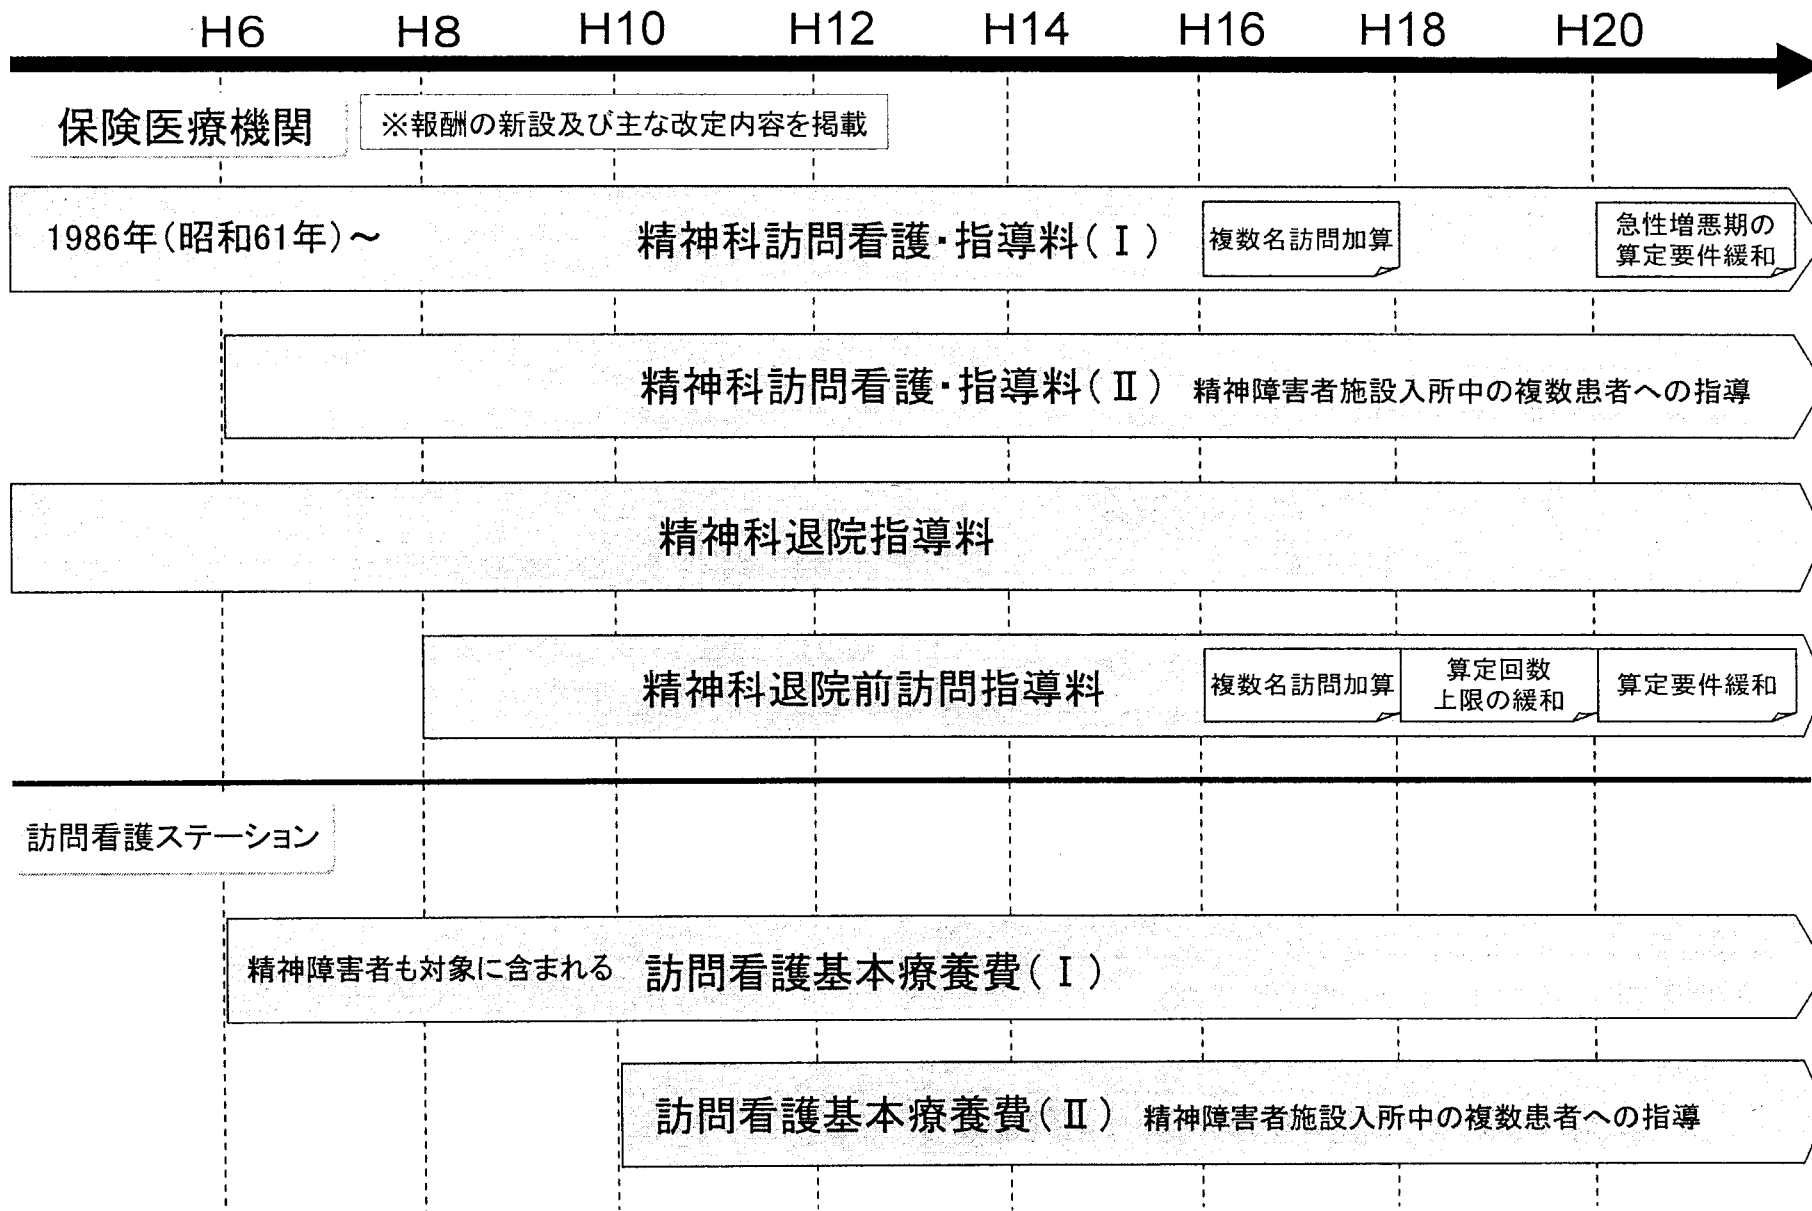 H6 H8 H10 H12 H14 H16 H18 H20
保険医療機関
※報酬の新設及び主な改定内容を掲載
1986年(昭和61年)～
精神科訪問看護・指導料(Ⅰ)
複数名訪問加算
急性増悪期の
算定要件緩和
精神科訪問看護・指導料(Ⅱ) 精神障害者施設入所中の複数患者への指導
精神科退院指導料
精神科退院前訪問指導料
複数名訪問加算
算定回数
上限の緩和
算定要件緩和
訪問看護ステーション
精神障害者も対象に含まれる 訪問看護基本療養費(Ⅰ)
訪問看護基本療養費(Ⅱ) 精神障害者施設入所中の複数患者への指導